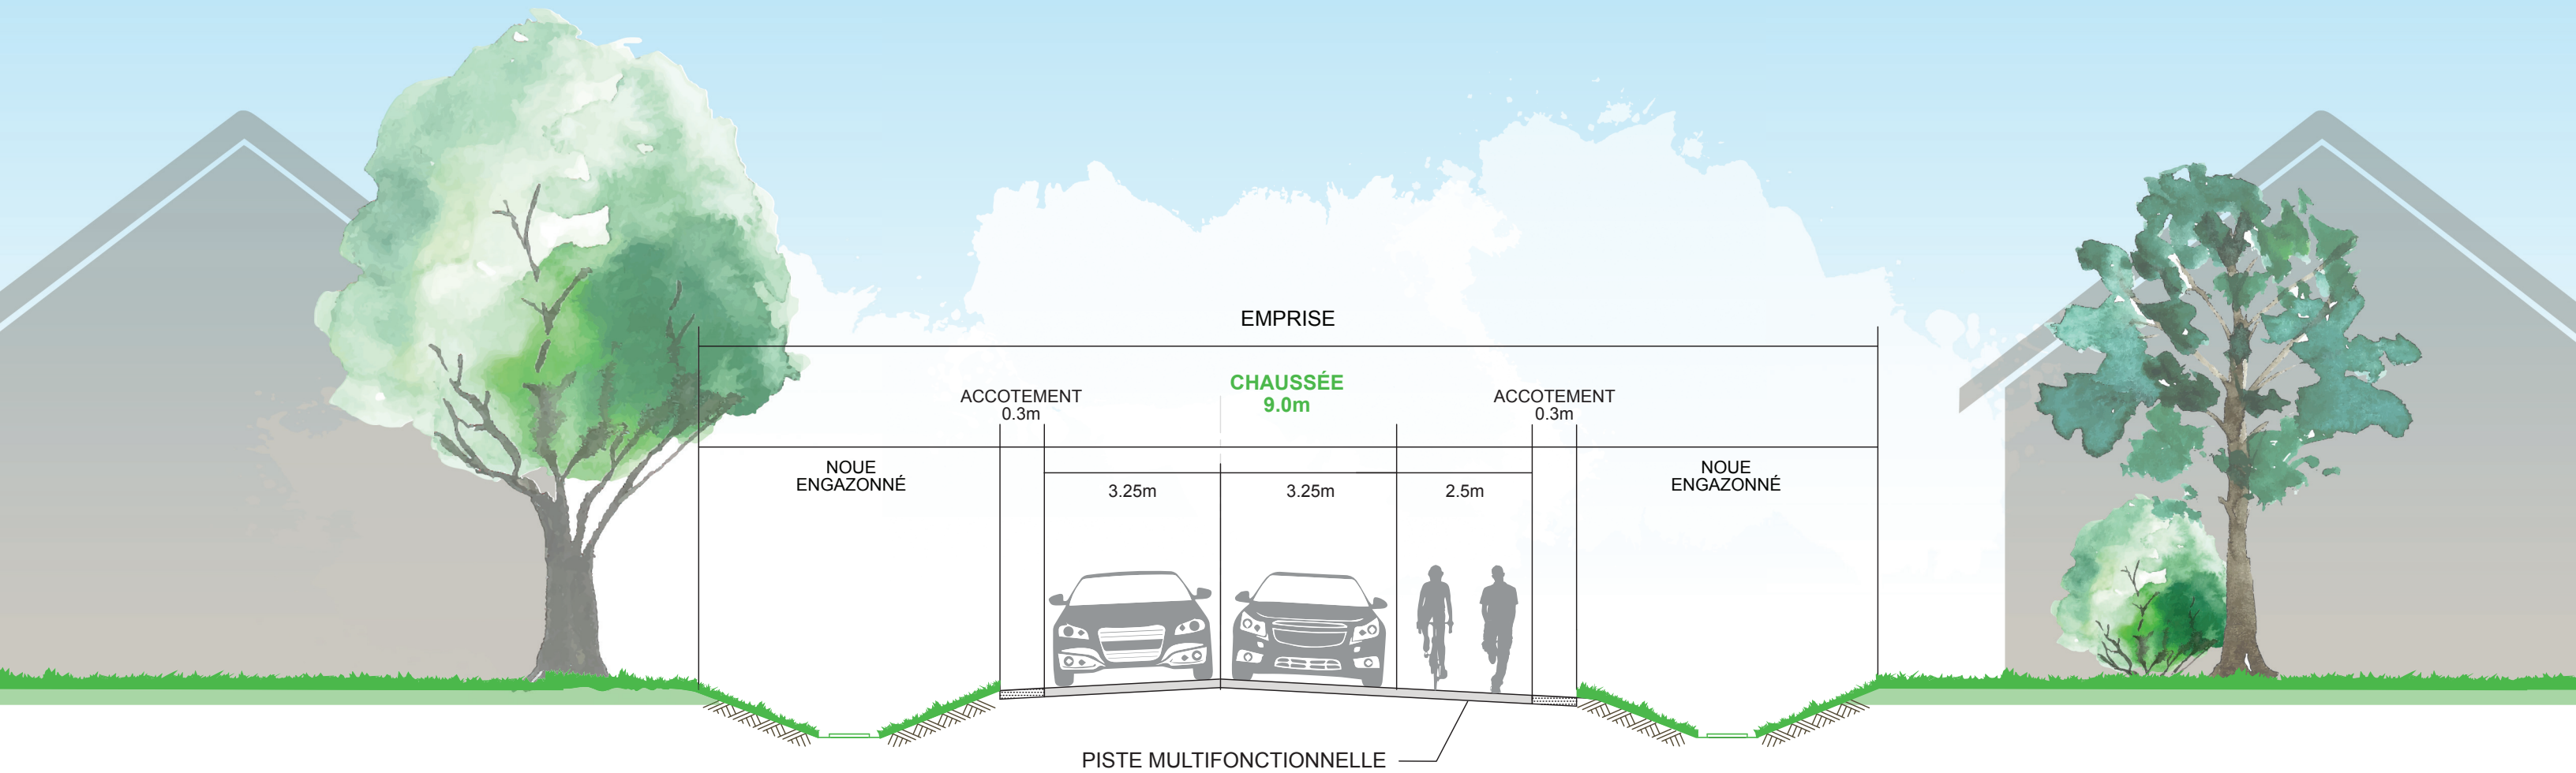 EMPRISE
ACCOTEMENT
0.3m
CHAUSSÉE
9.0m
ACCOTEMENT
0.3m
NOUE
ENGAZONNÉ
3.25m
3.25m
2.5m
NOUE
ENGAZONNÉ
PISTE MULTIFONCTIONNELLE